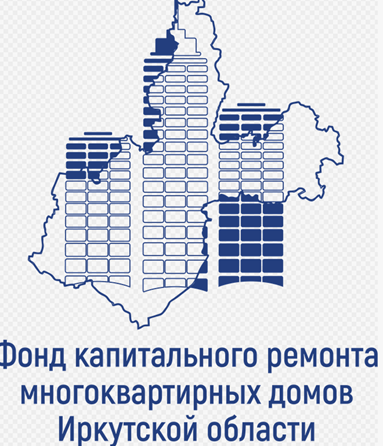 Фонд капитального ремонта
многоквартирных домов
Иркутской области